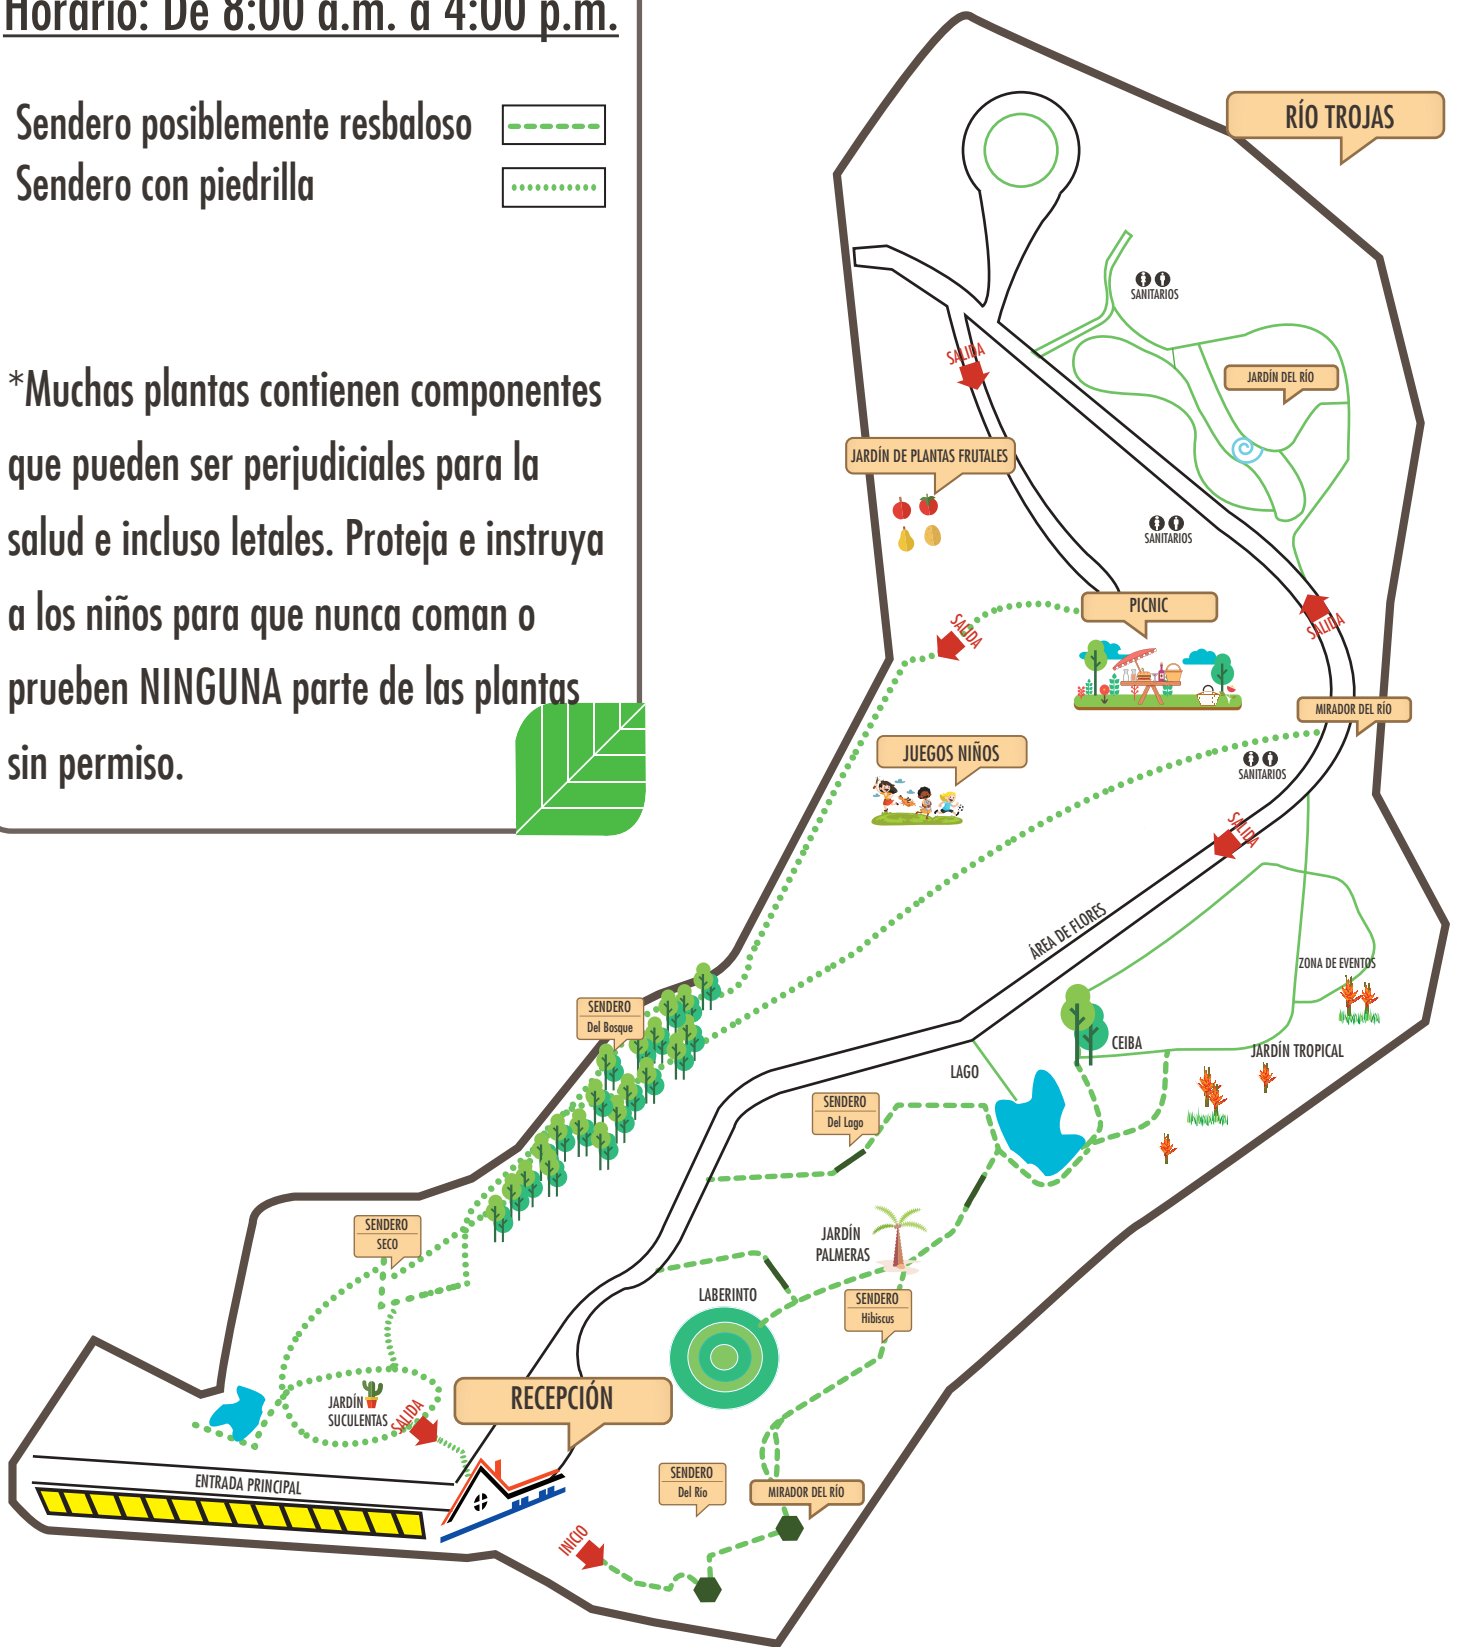 Horario: De 8:00 a.m. a 4:00 p.m.
Sendero posiblemente resbaloso
Sendero con piedrilla
*Muchas plantas contienen componentes
que pueden ser perjudiciales para la
salud e incluso letales. Proteja e instruya
a los niños para que nunca coman o
prueben NINGUNA parte de las plantas
sin permiso.
RÍO TROJAS
SANITARIOS
SALIDA
JARDÍN DEL RÍO
JARDÍN DE PLANTAS FRUTALES
SANITARIOS
PICNIC
SALIDA
SALIDA
MIRADOR DEL RÍO
JUEGOS NIÑOS
SANITARIOS
SALIDA
ÁREA DE FLORES
ZONA DE EVENTOS
SENDERO
Del Bosque
CEIBA
JARDÍN TROPICAL
LAGO
SENDERO
Del Lago
SENDERO
SECO
JARDÍN
PALMERAS
LABERINTO
SENDERO
Hibiscus
JARDÍN
SUCULENTAS
SALIDA
RECEPCIÓN
ENTRADA PRINCIPAL
SENDERO
Del Río
MIRADOR DEL RÍO
INICIO